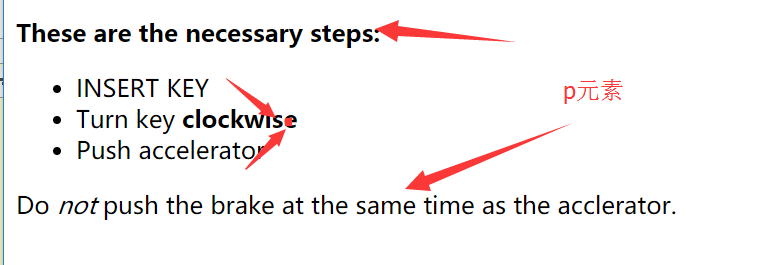 These are the necessary steps:
INSERT KEY
Turn key clockwise
Push accelerator
p元素
Do not push the brake at the same time as the acclerator.